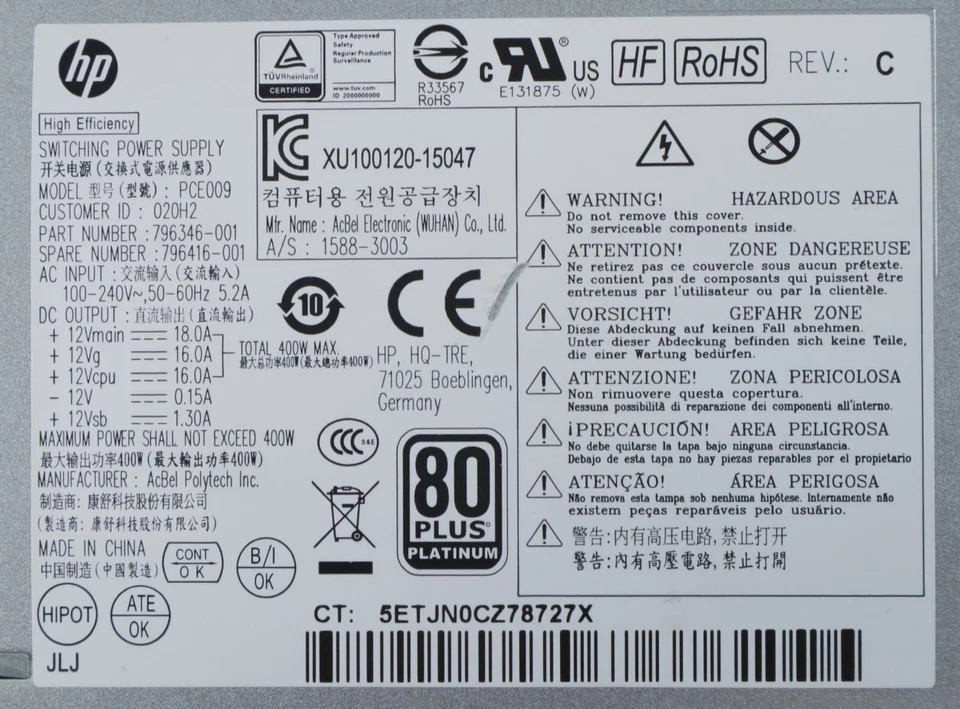 hp
TÜVRheinland
CERTIFIED
Type Approved
Safety
Regular Production
Surveillance
www.tuv.com
ID 2000000000
R33567
RoHS
c UR ® US
E131875 (W)
HF
RoHS
REV.: C
High Efficiency
SWITCHING POWER SUPPLY
开关电源 (交換式電源供應器)
MODEL 型号 (型號) : PCE009
CUSTOMER ID : 020H2
PART NUMBER : 796346-001
SPARE NUMBER : 796416-001
AC INPUT : 交流输入 (交流輸入)
100-240V~,50-60Hz 5.2A
DC OUTPUT : 直流输出 (直流輸出)
+ 12Vmain 18.0A
+ 12Vg 16.0A
+ 12Vcpu 16.0A
- 12V 0.15A
+ 12Vsb 1.30A
TOTAL 400W MAX.
最大总功率400W(最大總功率400W)
MAXIMUM POWER SHALL NOT EXCEED 400W
最大输出功率400W (最大輸出功率400W)
MANUFACTURER : AcBel Polytech Inc.
制造商: 康舒科技股份有限公司
(製造商: 康舒科技股份有限公司)
MADE IN CHINA
中国制造 (中國製造)
CONT
OK
B/I
OK
HIPOT
ATE
OK
JLJ
KC
XU100120-15047
컴퓨터용 전원공급장치
Mfr. Name : AcBel Electronic (WUHAN) Co., Ltd.
A/S : 1588-3003
10
CE
HP, HQ-TRE,
71025 Boeblingen,
Germany
CCC S&E
80
PLUS®
PLATINUM
WARNING! HAZARDOUS AREA
Do not remove this cover.
No serviceable components inside.
ATTENTION! ZONE DANGEREUSE
Ne retirez pas ce couvercle sous aucun prétexte.
Ne contient pas de composants qui puissent être
entretenus par l'utilisateur ou par la clientèle.
VORSICHT! GEFAHR ZONE
Diese Abdeckung auf keinen Fall abnehmen.
Unter dieser Abdeckung befinden sich keine Teile,
die einer Wartung bedürfen.
ATTENZIONE! ZONA PERICOLOSA
Non rimuovere questa copertura.
Nessuna possibilità di reparazione dei componenti all'interno.
¡PRECAUCIÓN! AREA PELIGROSA
No debe quitarse la tapa bajo ninguna circunstancia.
Debajo de esta tapa no hay piezas reparables por el propietario
ATENÇÃO! ÁREA PERIGOSA
Não remova esta tampa sob nenhuma hipótese. Internamente não
existem peças reparáveis pelo usuário.
警告: 内有高压电路, 禁止打开
警告: 內有高壓電路, 禁止打開
CT: 5ETJN0CZ78727X